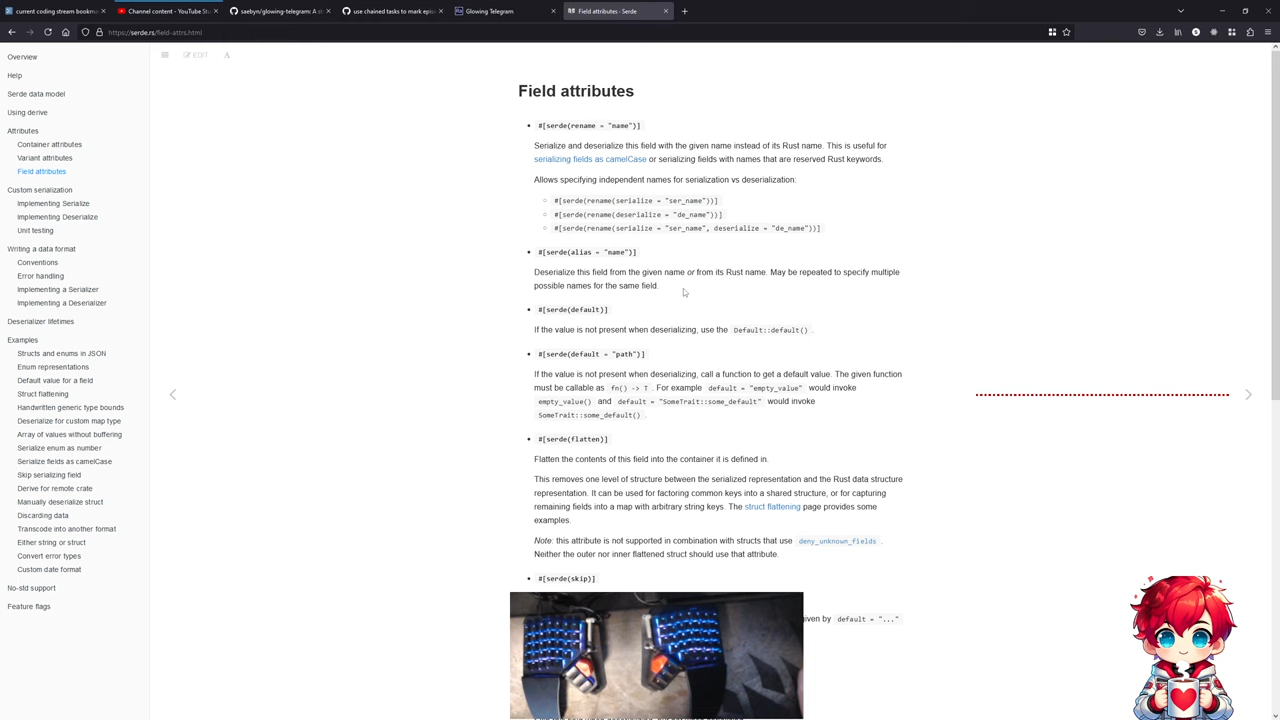 current coding stream bookma
Channel content - YouTube Stu
saebyn/glowing-telegram: A st
use chained tasks to mark episo
Glowing Telegram
Field attributes - Serde
https://serde.rs/field-attrs.html
Overview
Help
Serde data model
Using derive
Attributes
Container attributes
Variant attributes
Field attributes
Custom serialization
Implementing Serialize
Implementing Deserialize
Unit testing
Writing a data format
Conventions
Error handling
Implementing a Serializer
Implementing a Deserializer
Deserializer lifetimes
Examples
Structs and enums in JSON
Enum representations
Default value for a field
Struct flattening
Handwritten generic type bounds
Deserialize for custom map type
Array of values without buffering
Serialize enum as number
Serialize fields as camelCase
Skip serializing field
Derive for remote crate
Manually deserialize struct
Discarding data
Transcode into another format
Either string or struct
Convert error types
Custom date format
No-std support
Feature flags
EDIT
A
Field attributes
#[serde(rename = "name")]
Serialize and deserialize this field with the given name instead of its Rust name. This is useful for
serializing fields as camelCase or serializing fields with names that are reserved Rust keywords.
Allows specifying independent names for serialization vs deserialization:
#[serde(rename(serialize = "ser_name"))]
#[serde(rename(deserialize = "de_name"))]
#[serde(rename(serialize = "ser_name", deserialize = "de_name"))]
#[serde(alias = "name")]
Deserialize this field from the given name or from its Rust name. May be repeated to specify multiple
possible names for the same field.
#[serde(default)]
If the value is not present when deserializing, use the Default::default() .
#[serde(default = "path")]
If the value is not present when deserializing, call a function to get a default value. The given function
must be callable as fn() -> T . For example default = "empty_value" would invoke
empty_value() and default = "SomeTrait::some_default" would invoke
SomeTrait::some_default() .
#[serde(flatten)]
Flatten the contents of this field into the container it is defined in.
This removes one level of structure between the serialized representation and the Rust data structure
representation. It can be used for factoring common keys into a shared structure, or for capturing
remaining fields into a map with arbitrary string keys. The struct flattening page provides some
examples.
Note: this attribute is not supported in combination with structs that use deny_unknown_fields .
Neither the outer nor inner flattened struct should use that attribute.
#[serde(skip)]
given by default = "..."